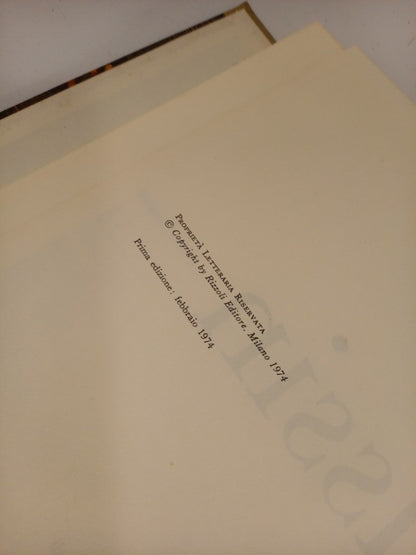 PROPRIETÀ LETTERARIA RISERVATA
© Copyright by Rizzoli Editore, Milano 1974
Prima edizione: febbraio 1974